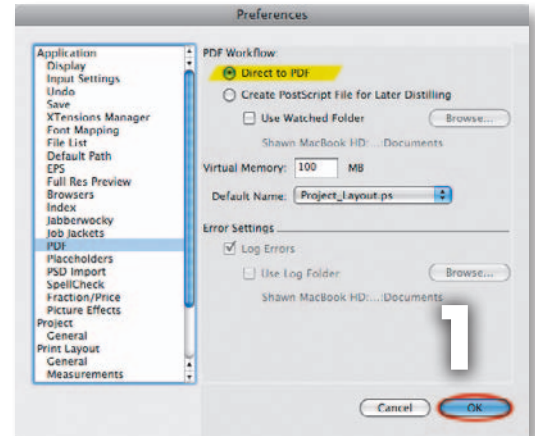 Preferences
Application
Display
Input Settings
Undo
Save
XTensions Manager
Font Mapping
File List
Default Path
EPS
Full Res Preview
Browsers
Index
Jabberwocky
Job Jackets
PDF
Placeholders
PSD Import
SpellCheck
Fraction/Price
Picture Effects
Project
General
Print Layout
General
Measurements
PDF Workflow:
Direct to PDF
Create PostScript File for Later Distilling
Use Watched Folder Browse...
Shawn MacBook HD:...:Documents
Virtual Memory: 100 MB
Default Name: Project_Layout.ps
Error Settings
Log Errors
Use Log Folder Browse...
Shawn MacBook HD:...:Documents
1
Cancel OK